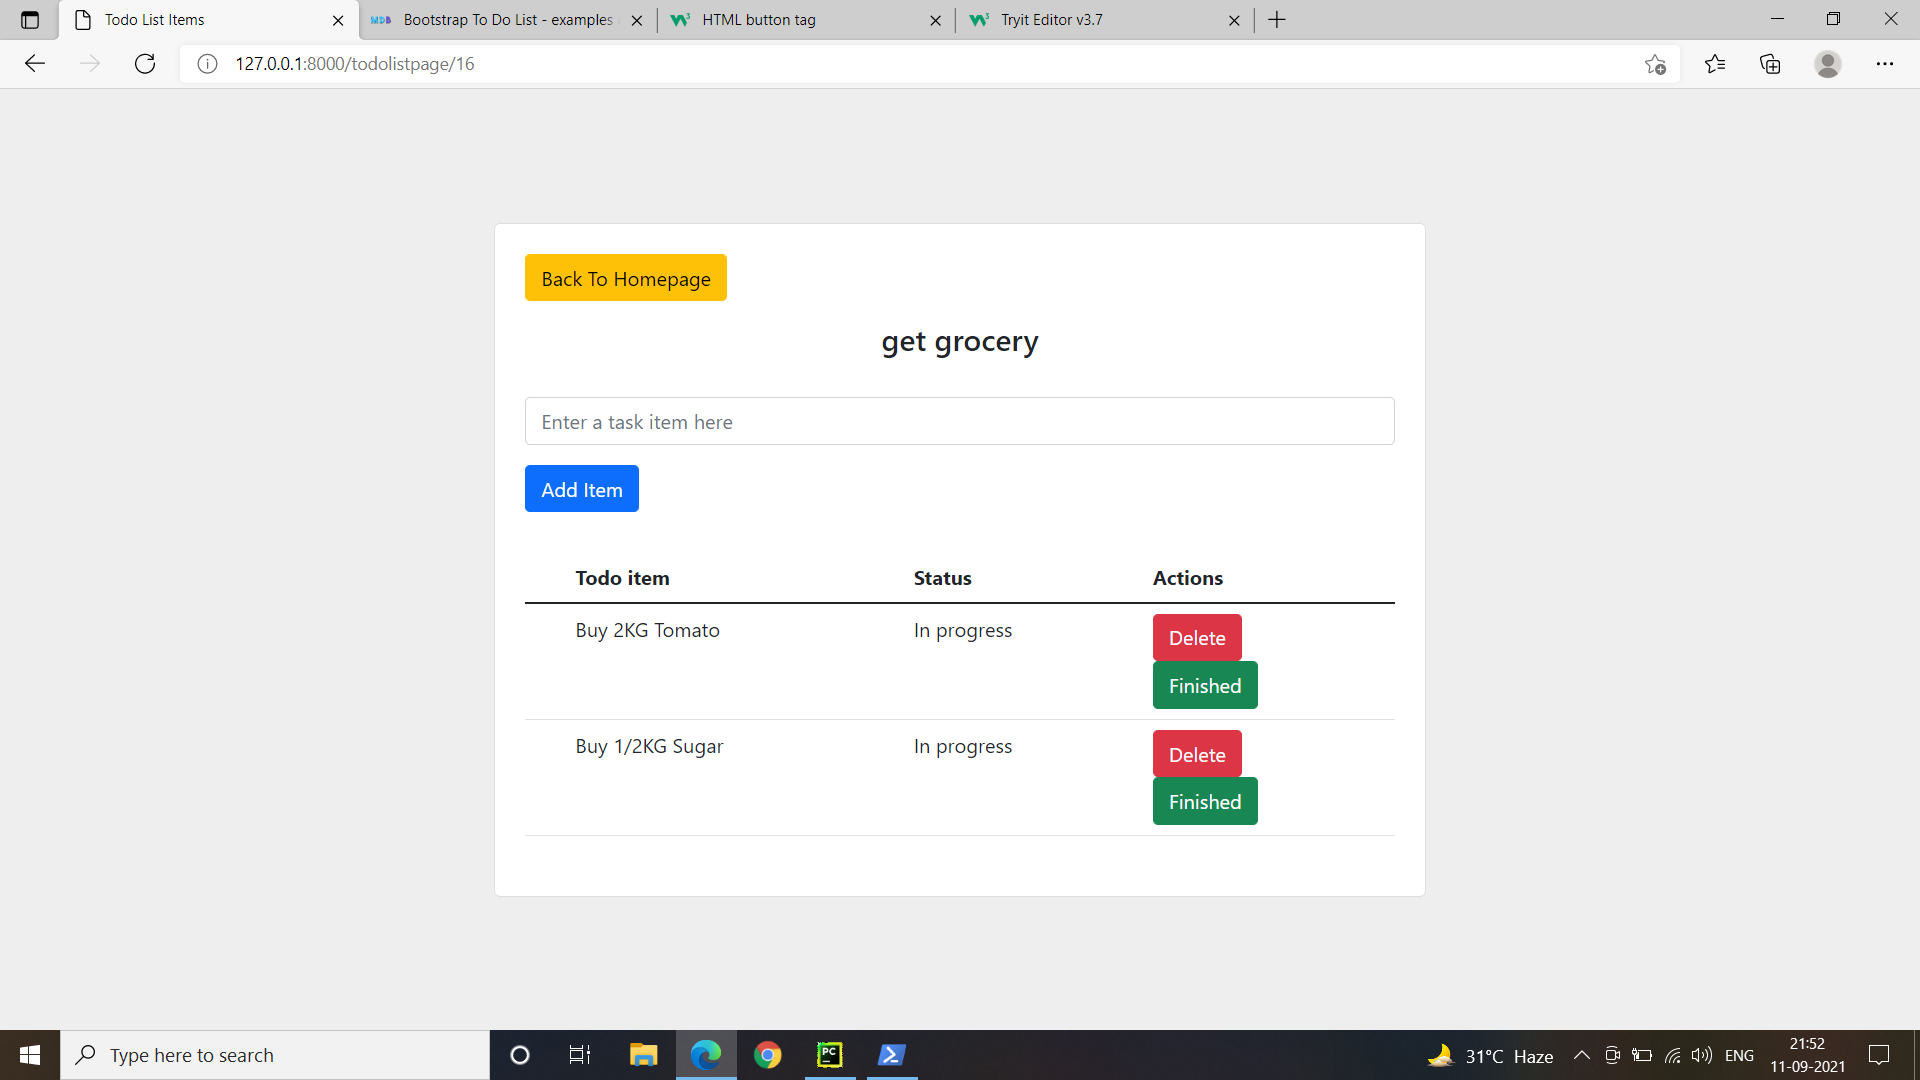 Todo List Items
MDB Bootstrap To Do List - examples
HTML button tag
Tryit Editor v3.7
127.0.0.1:8000/todolistpage/16
Back To Homepage
get grocery
Enter a task item here
Add Item
Todo item Status Actions
Buy 2KG Tomato In progress Delete
Finished
Buy 1/2KG Sugar In progress Delete
Finished
Type here to search
PC
31°C Haze
ENG
21:52
11-09-2021